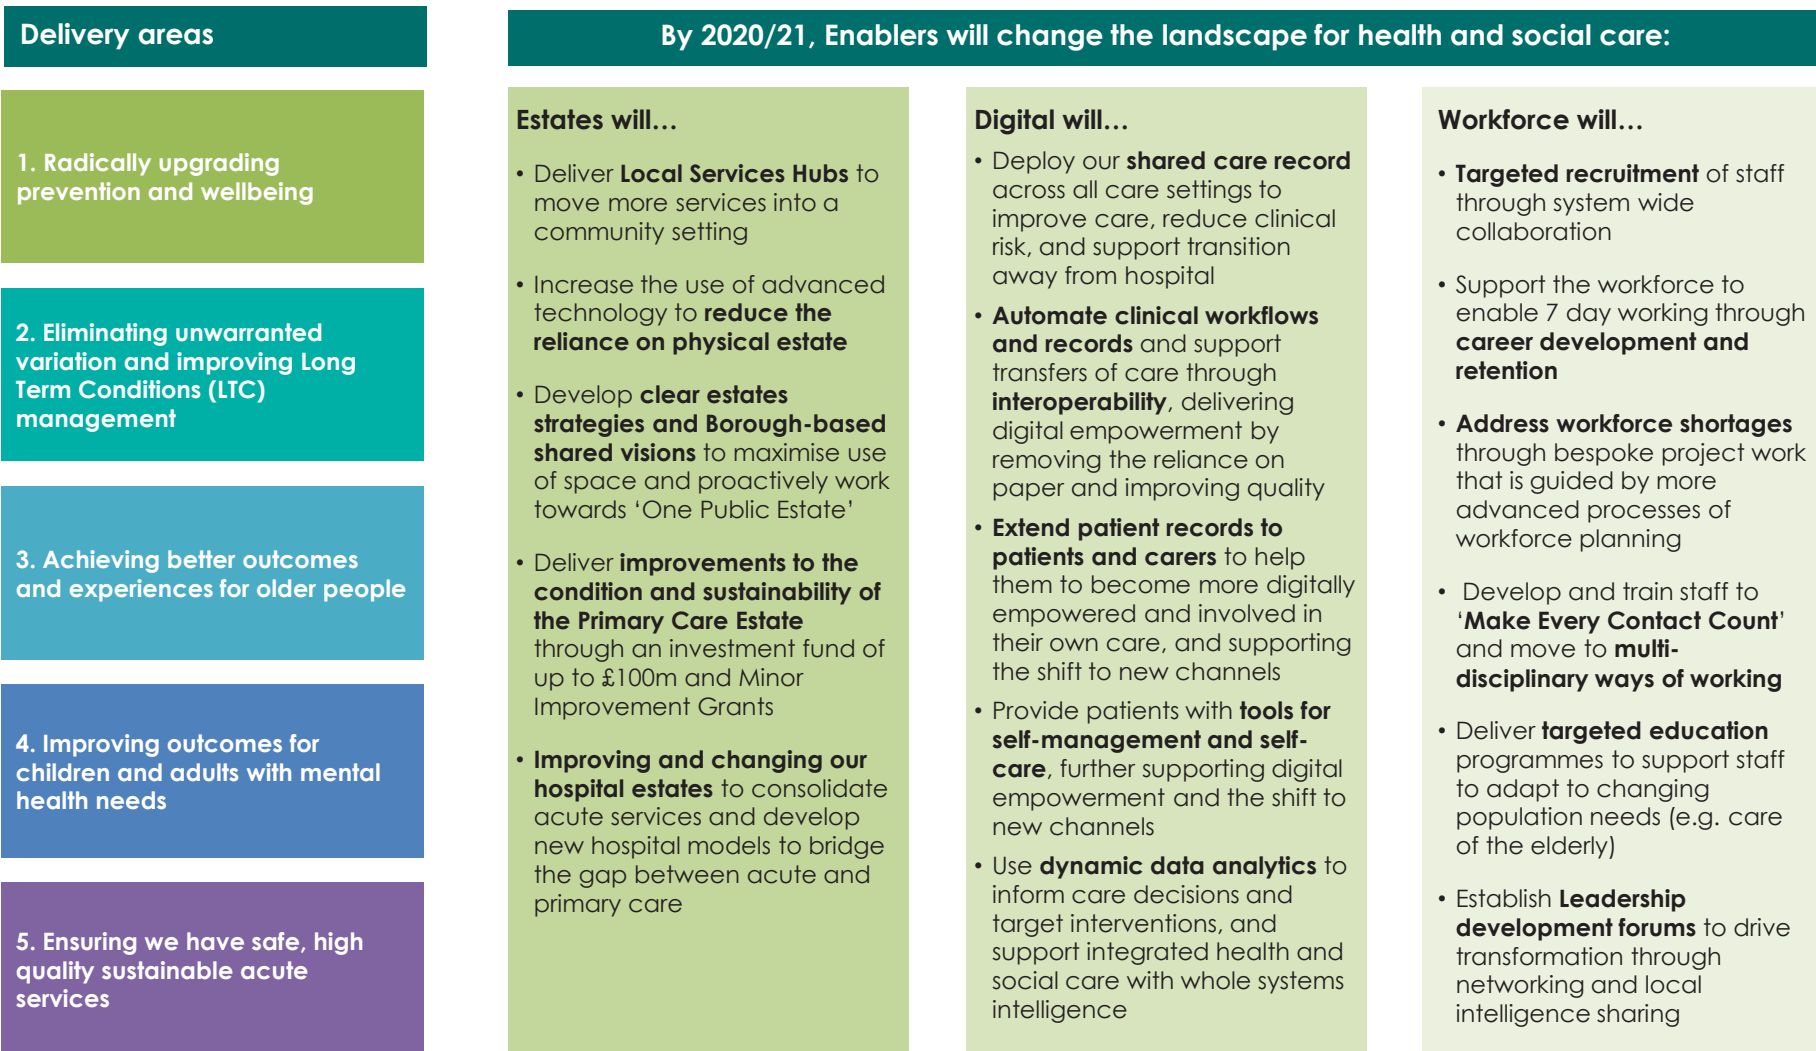 Delivery areas
1. Radically upgrading
prevention and wellbeing
2. Eliminating unwarranted
variation and improving Long
Term Conditions (LTC)
management
3. Achieving better outcomes
and experiences for older people
4. Improving outcomes for
children and adults with mental
health needs
5. Ensuring we have safe, high
quality sustainable acute
services
By 2020/21, Enablers will change the landscape for health and social care:
Estates will…
• Deliver Local Services Hubs to
move more services into a
community setting
• Increase the use of advanced
technology to reduce the
reliance on physical estate
• Develop clear estates
strategies and Borough-based
shared visions to maximise use
of space and proactively work
towards ‘One Public Estate’
• Deliver improvements to the
condition and sustainability of
the Primary Care Estate
through an investment fund of
up to £100m and Minor
Improvement Grants
• Improving and changing our
hospital estates to consolidate
acute services and develop
new hospital models to bridge
the gap between acute and
primary care
Digital will…
• Deploy our shared care record
across all care settings to
improve care, reduce clinical
risk, and support transition
away from hospital
• Automate clinical workflows
and records and support
transfers of care through
interoperability, delivering
digital empowerment by
removing the reliance on
paper and improving quality
• Extend patient records to
patients and carers to help
them to become more digitally
empowered and involved in
their own care, and supporting
the shift to new channels
• Provide patients with tools for
self-management and self-
care, further supporting digital
empowerment and the shift to
new channels
• Use dynamic data analytics to
inform care decisions and
target interventions, and
support integrated health and
social care with whole systems
intelligence
Workforce will…
• Targeted recruitment of staff
through system wide
collaboration
• Support the workforce to
enable 7 day working through
career development and
retention
• Address workforce shortages
through bespoke project work
that is guided by more
advanced processes of
workforce planning
• Develop and train staff to
‘Make Every Contact Count’
and move to multi-
disciplinary ways of working
• Deliver targeted education
programmes to support staff
to adapt to changing
population needs (e.g. care
of the elderly)
• Establish Leadership
development forums to drive
transformation through
networking and local
intelligence sharing